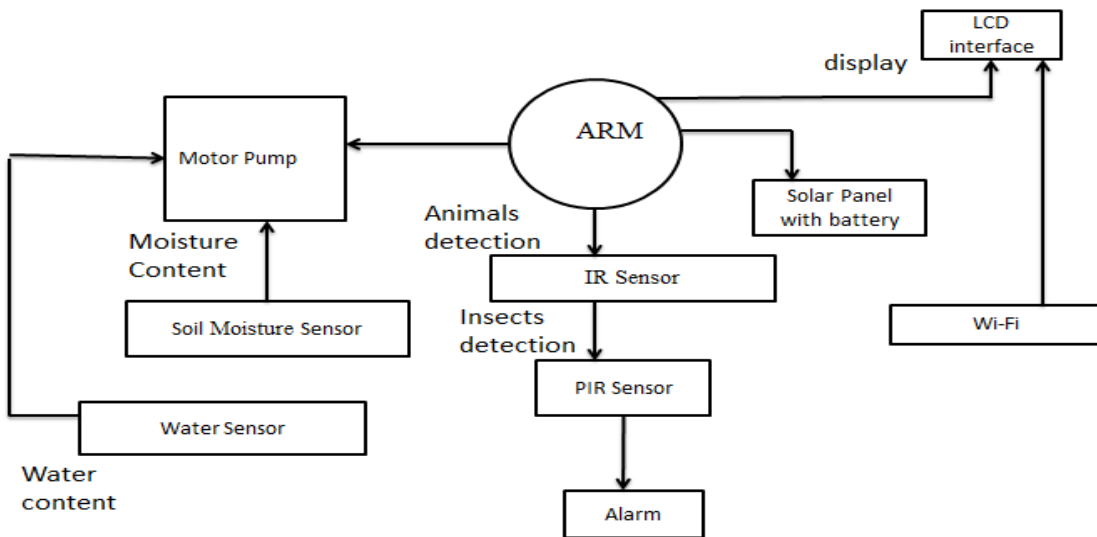 LCD
interface
display
ARM
Motor Pump
Solar Panel
with battery
Animals
detection
Moisture
Content
IR Sensor
Insects
detection
Soil Moisture Sensor
Wi-Fi
PIR Sensor
Water Sensor
Water
content
Alarm